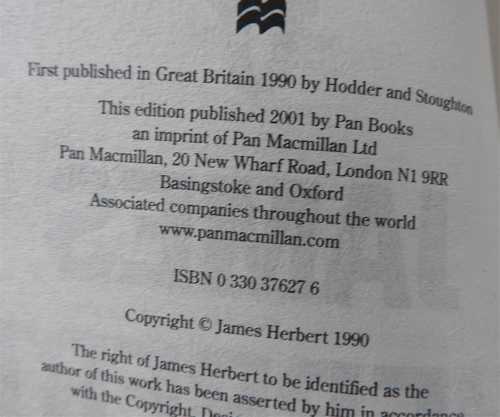 First published in Great Britain 1990 by Hodder and Stoughton
This edition published 2001 by Pan Books
an imprint of Pan Macmillan Ltd
Pan Macmillan, 20 New Wharf Road, London N1 9RR
Basingstoke and Oxford
Associated companies throughout the world
www.panmacmillan.com
ISBN 0 330 37627 6
Copyright © James Herbert 1990
The right of James Herbert to be identified as the
author of this work has been asserted by him in accordance
with the Copyright,